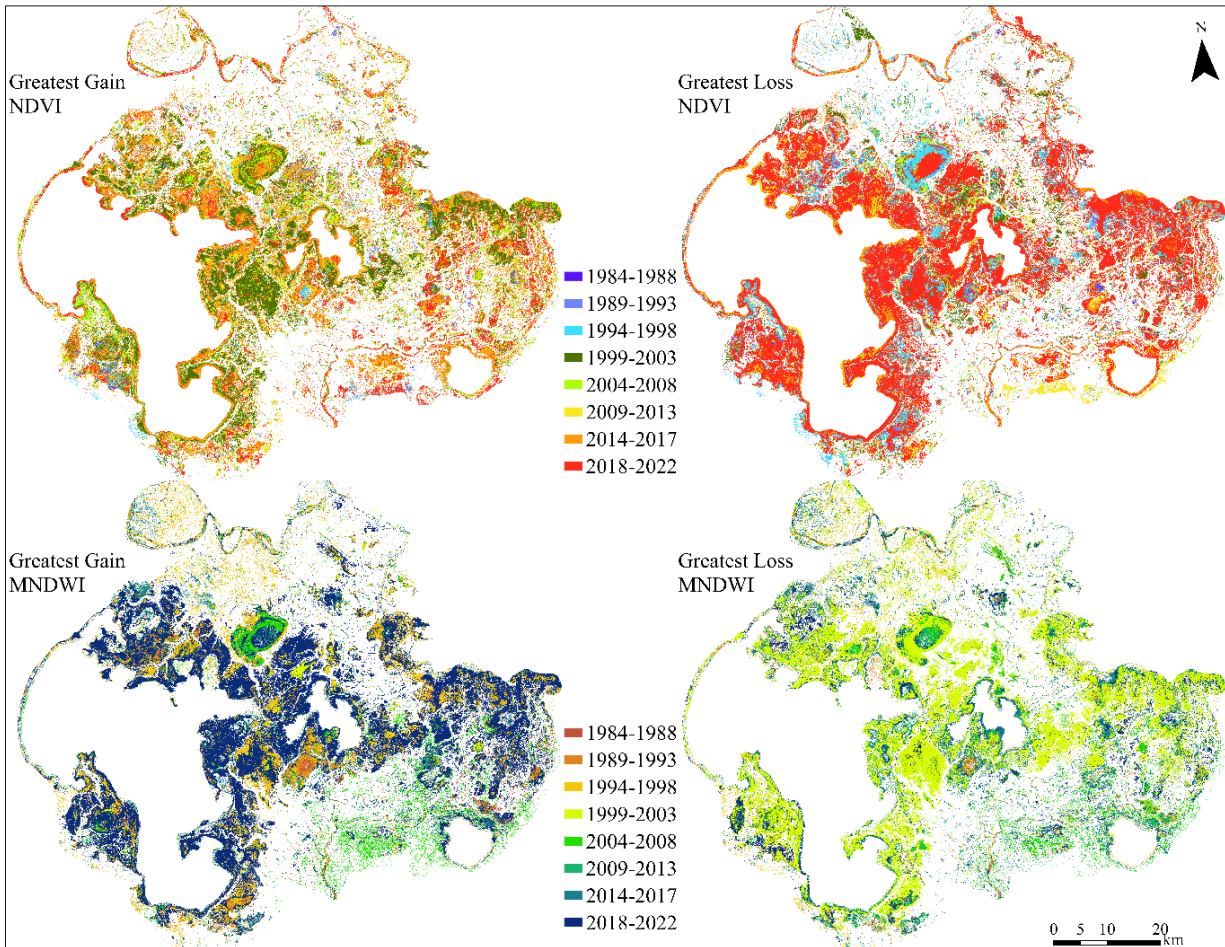 N
Greatest Gain
NDVI
Greatest Loss
NDVI
1984-1988
1989-1993
1994-1998
1999-2003
2004-2008
2009-2013
2014-2017
2018-2022
Greatest Gain
MNDWI
Greatest Loss
MNDWI
1984-1988
1989-1993
1994-1998
1999-2003
2004-2008
2009-2013
2014-2017
2018-2022
0 5 10 20
km